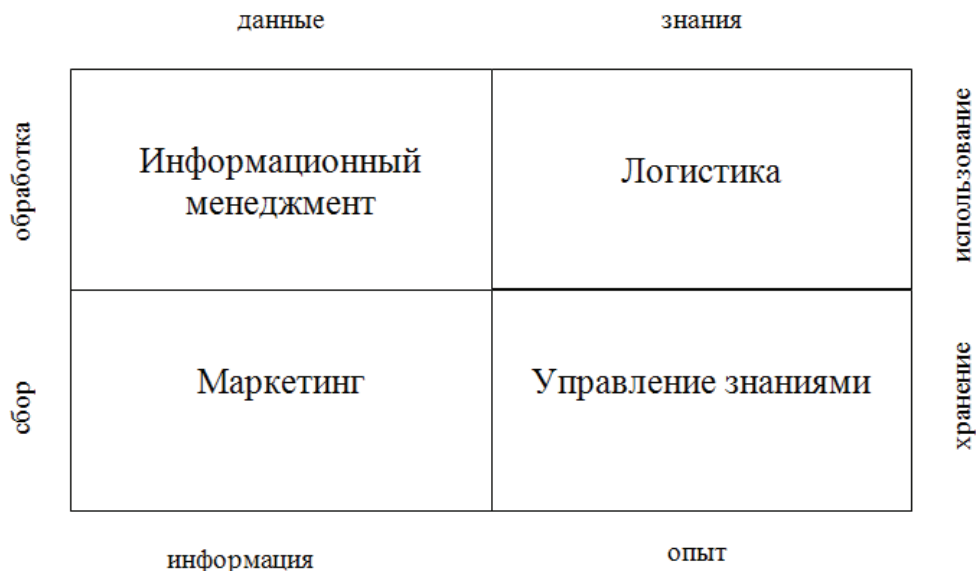 данные
знания
обработка
Информационный
менеджмент
Логистика
использование
сбор
Маркетинг
Управление знаниями
хранение
информация
опыт